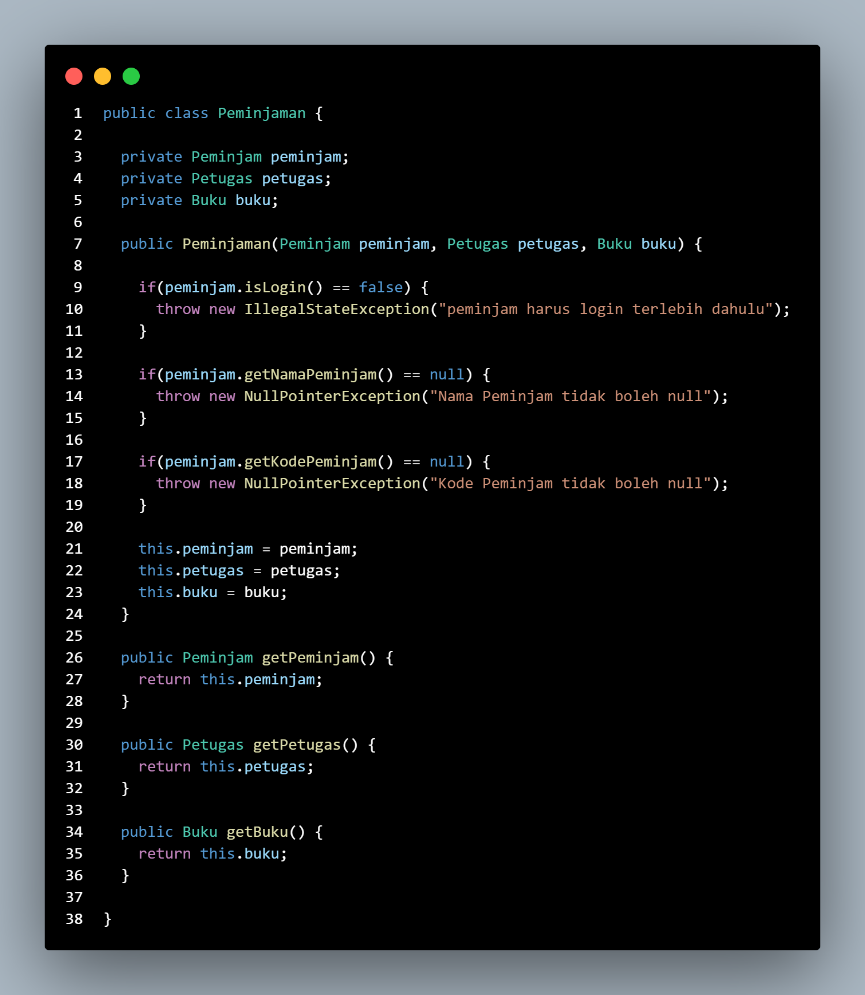 1 public class Peminjaman {
2
3   private Peminjam peminjam;
4   private Petugas petugas;
5   private Buku buku;
6
7   public Peminjaman(Peminjam peminjam, Petugas petugas, Buku buku) {
8
9     if(peminjam.isLogin() == false) {
10       throw new IllegalStateException("peminjam harus login terlebih dahulu");
11     }
12
13     if(peminjam.getNamaPeminjam() == null) {
14       throw new NullPointerException("Nama Peminjam tidak boleh null");
15     }
16
17     if(peminjam.getKodePeminjam() == null) {
18       throw new NullPointerException("Kode Peminjam tidak boleh null");
19     }
20
21     this.peminjam = peminjam;
22     this.petugas = petugas;
23     this.buku = buku;
24   }
25
26   public Peminjam getPeminjam() {
27     return this.peminjam;
28   }
29
30   public Petugas getPetugas() {
31     return this.petugas;
32   }
33
34   public Buku getBuku() {
35     return this.buku;
36   }
37
38 }